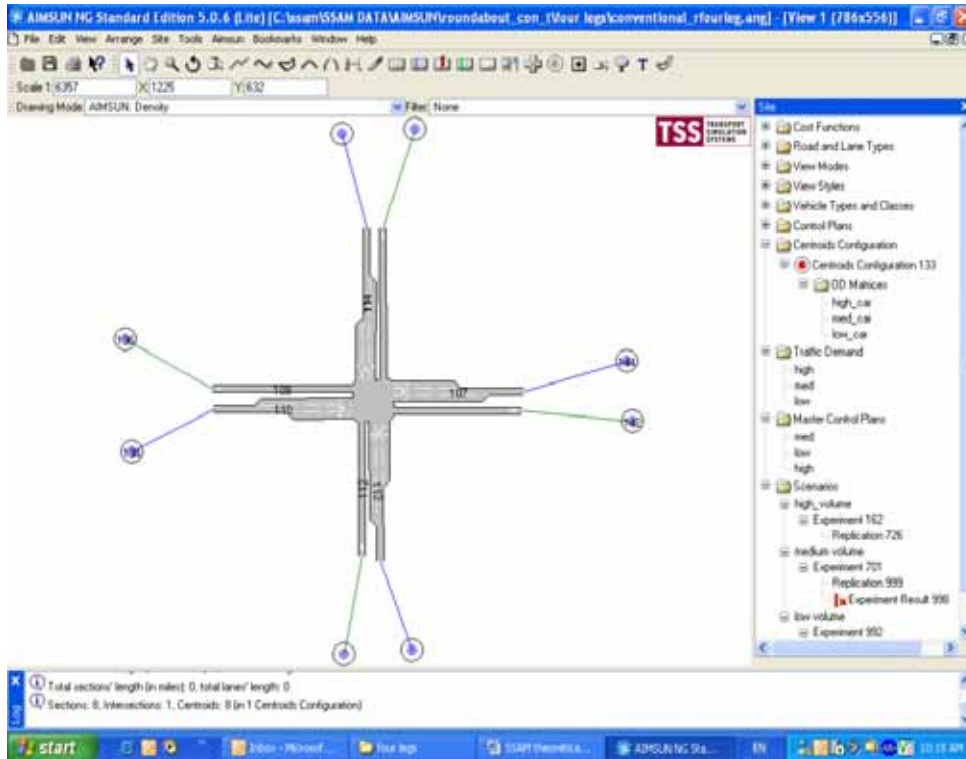 AIMSUN NG Standard Edition 5.0.6 (Lite) [C:\ssam\SSAM DATA\AIMSUN\roundabout_con_t\four legs\conventional_rfourleg.ang] - [View 1 (786x556)]
File Edit View Arrange Site Tools Aimsun Bookmarks Window Help
Scale 1: 6357 X: 1225 Y: 632
Drawing Mode: AIMSUN: Density Filter: None
Site
TSS TRANSPORT SIMULATION SYSTEMS
Cost Functions
Road and Lane Types
View Modes
View Styles
Vehicle Types and Classes
Control Plans
Centroids Configuration
Centroids Configuration 133
OD Matrices
high_car
med_car
low_car
Traffic Demand
high
med
low
Master Control Plans
med
low
high
Scenarios
high_volume
Experiment 162
Replication 726
medium volume
Experiment 701
Replication 999
Experiment Result 998
low volume
Experiment 992
114
109
107
110
112
Log
Total sections' length (in miles): 0, total lanes' length: 0
Sections: 8, Intersections: 1, Centroids: 8 (in 1 Centroids Configuration)
start
Inbox - Microsof...
four legs
SSAM theoretica...
AIMSUN NG Sta...
EN
10:15 AM